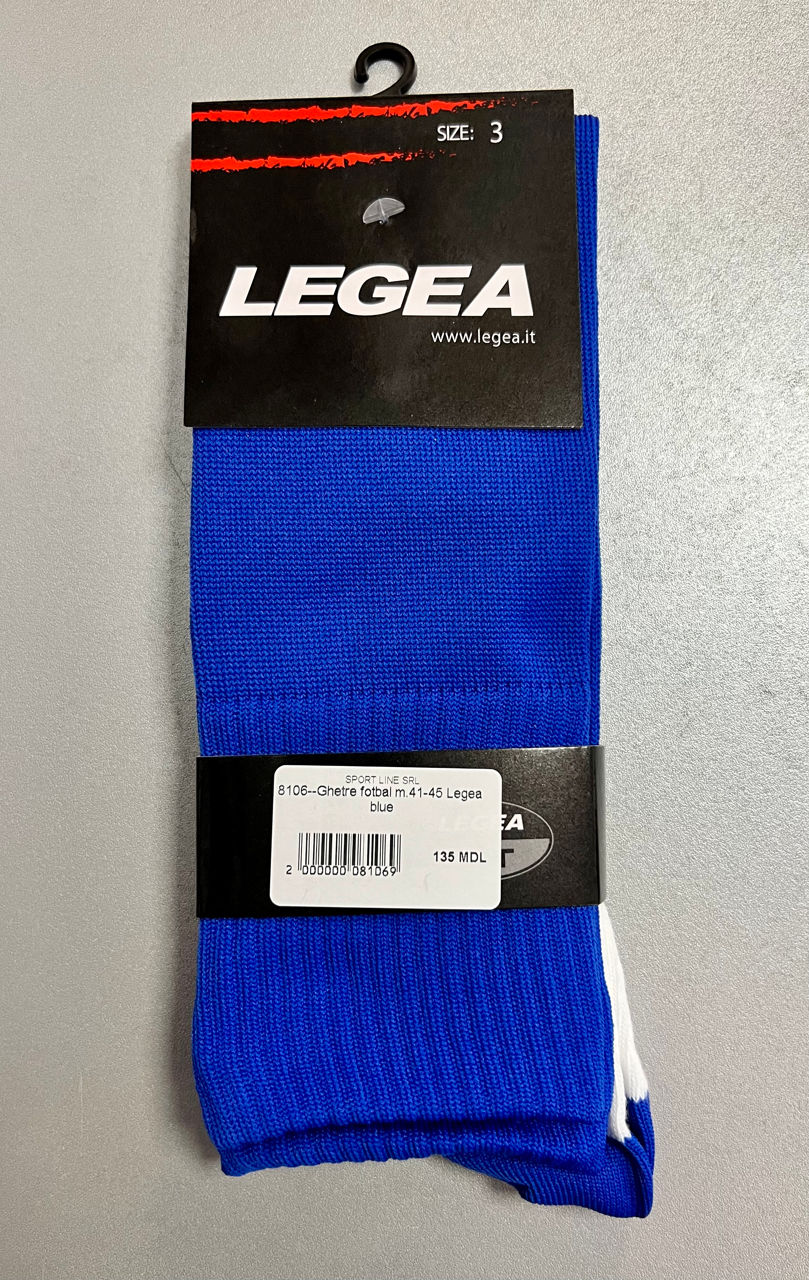 SIZE: 3
LEGEA
www.legea.it
SPORT LINE SRL
8106--Ghetre fotbal m.41-45 Legea
blue
LEGEA
135 MDL
2 000000 081069